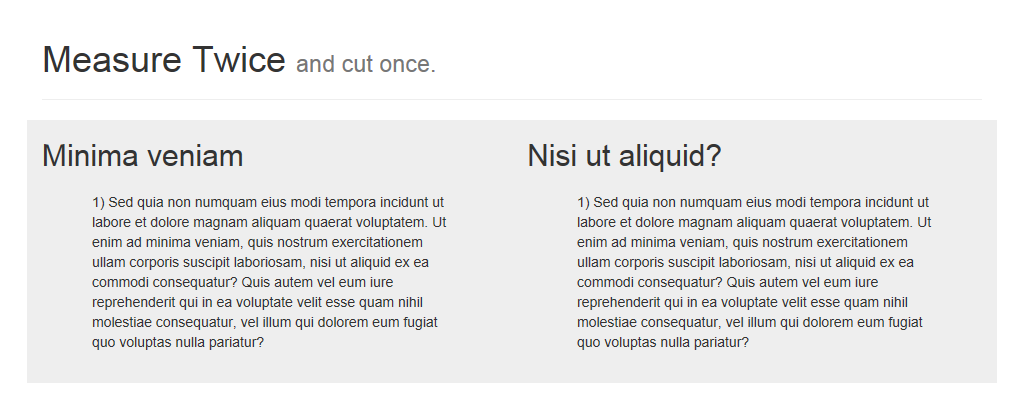 Measure Twice and cut once.
Minima veniam
1) Sed quia non numquam eius modi tempora incidunt ut
labore et dolore magnam aliquam quaerat voluptatem. Ut
enim ad minima veniam, quis nostrum exercitationem
ullam corporis suscipit laboriosam, nisi ut aliquid ex ea
commodi consequatur? Quis autem vel eum iure
reprehenderit qui in ea voluptate velit esse quam nihil
molestiae consequatur, vel illum qui dolorem eum fugiat
quo voluptas nulla pariatur?
Nisi ut aliquid?
1) Sed quia non numquam eius modi tempora incidunt ut
labore et dolore magnam aliquam quaerat voluptatem. Ut
enim ad minima veniam, quis nostrum exercitationem
ullam corporis suscipit laboriosam, nisi ut aliquid ex ea
commodi consequatur? Quis autem vel eum iure
reprehenderit qui in ea voluptate velit esse quam nihil
molestiae consequatur, vel illum qui dolorem eum fugiat
quo voluptas nulla pariatur?